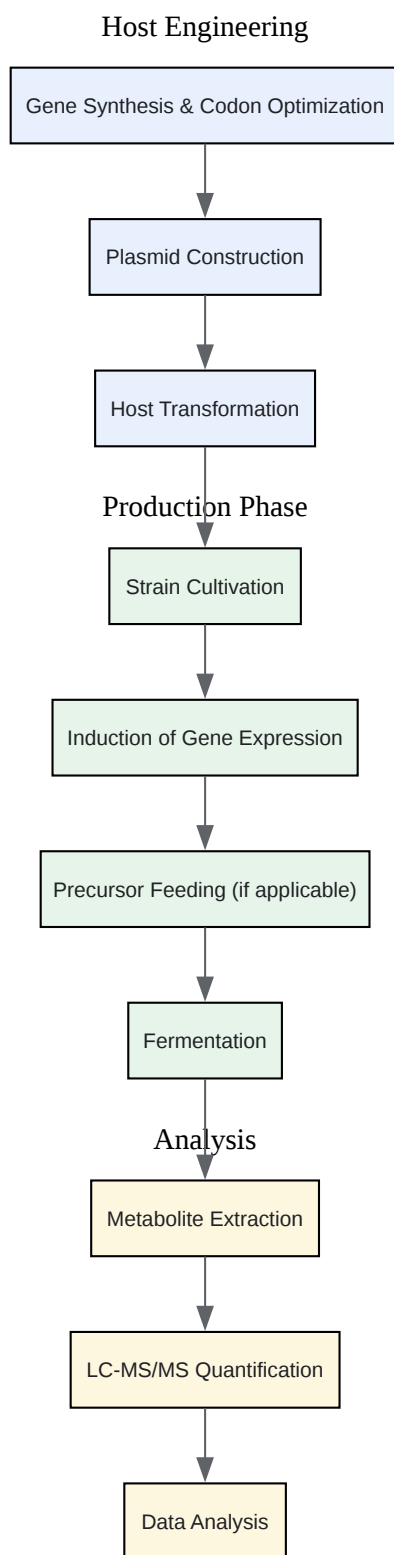 Host Engineering
Gene Synthesis & Codon Optimization
Plasmid Construction
Host Transformation
Production Phase
Strain Cultivation
Induction of Gene Expression
Precursor Feeding (if applicable)
Fermentation
Analysis
Metabolite Extraction
LC-MS/MS Quantification
Data Analysis